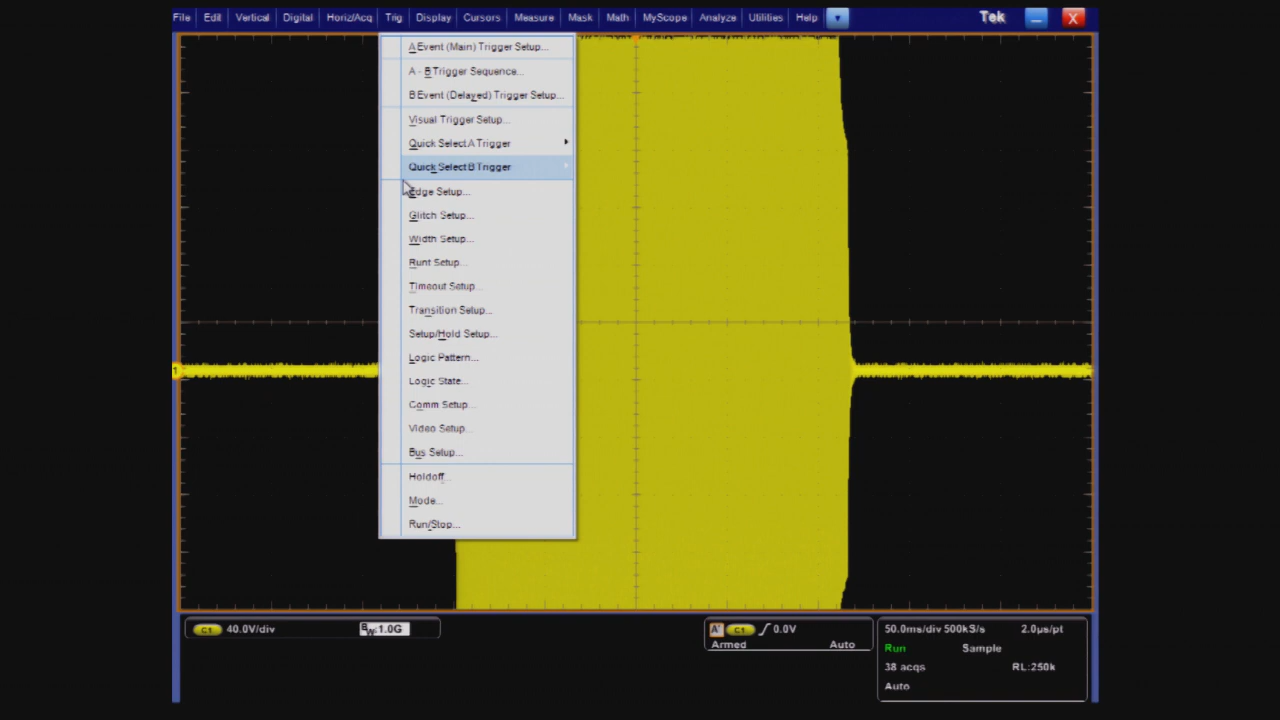 File Edit Vertical Digital Horiz/Acq Trig Display Cursors Measure Mask Math MyScope Analyze Utilities Help Tek X
A Event (Main) Trigger Setup...
A - B Trigger Sequence...
B Event (Delayed) Trigger Setup...
Visual Trigger Setup...
Quick Select A Trigger
Quick Select B Trigger
Edge Setup...
Glitch Setup...
Width Setup...
Runt Setup...
Timeout Setup...
Transition Setup...
Setup/Hold Setup...
Logic Pattern...
Logic State...
Comm Setup...
Video Setup...
Bus Setup...
Holdoff...
Mode...
Run/Stop...
1
C1 40.0V/div BW:1.0G
A' C1 0.0V
Armed Auto
50.0ms/div 500kS/s 2.0µs/pt
Run Sample
38 acqs RL:250k
Auto